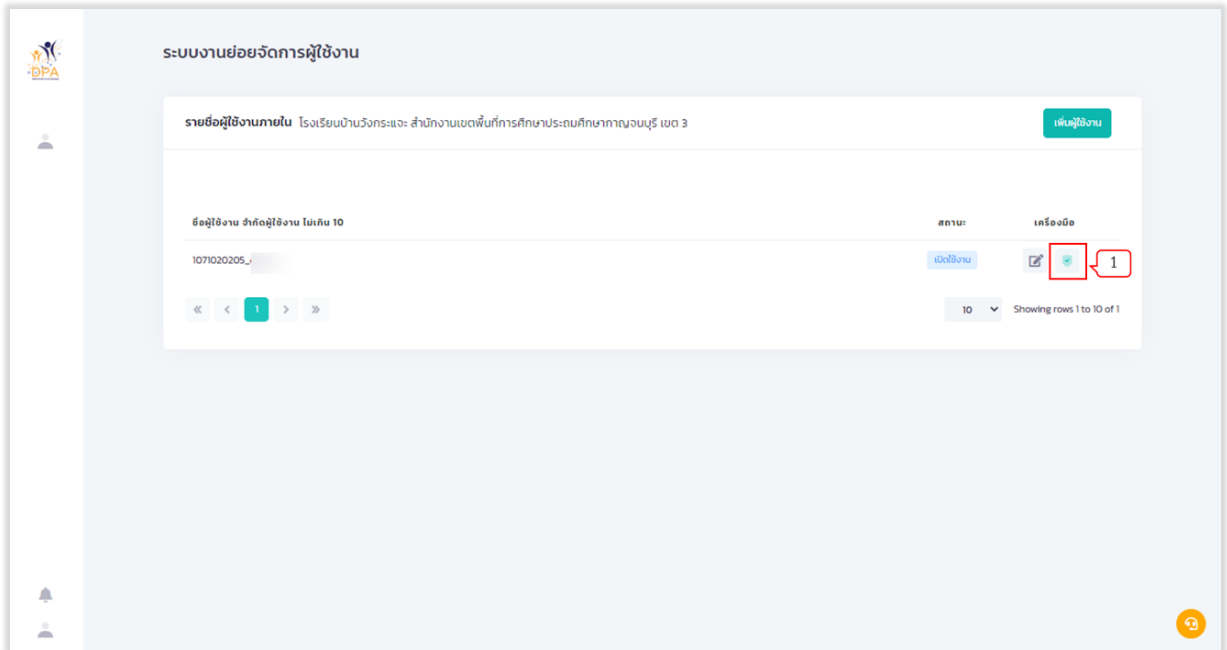 ระบบงานย่อยจัดการผู้ใช้งาน
DPA
รายชื่อผู้ใช้งานภายใน โรงเรียนบ้านวังกระแจะ สำนักงานเขตพื้นที่การศึกษาประถมศึกษากาญจนบุรี เขต 3
เพิ่มผู้ใช้งาน
ชื่อผู้ใช้งาน จำกัดผู้ใช้งาน ไม่เกิน 10 สถานะ เครื่องมือ
1071020205_ เปิดใช้งาน 1
1 10 Showing rows 1 to 10 of 1